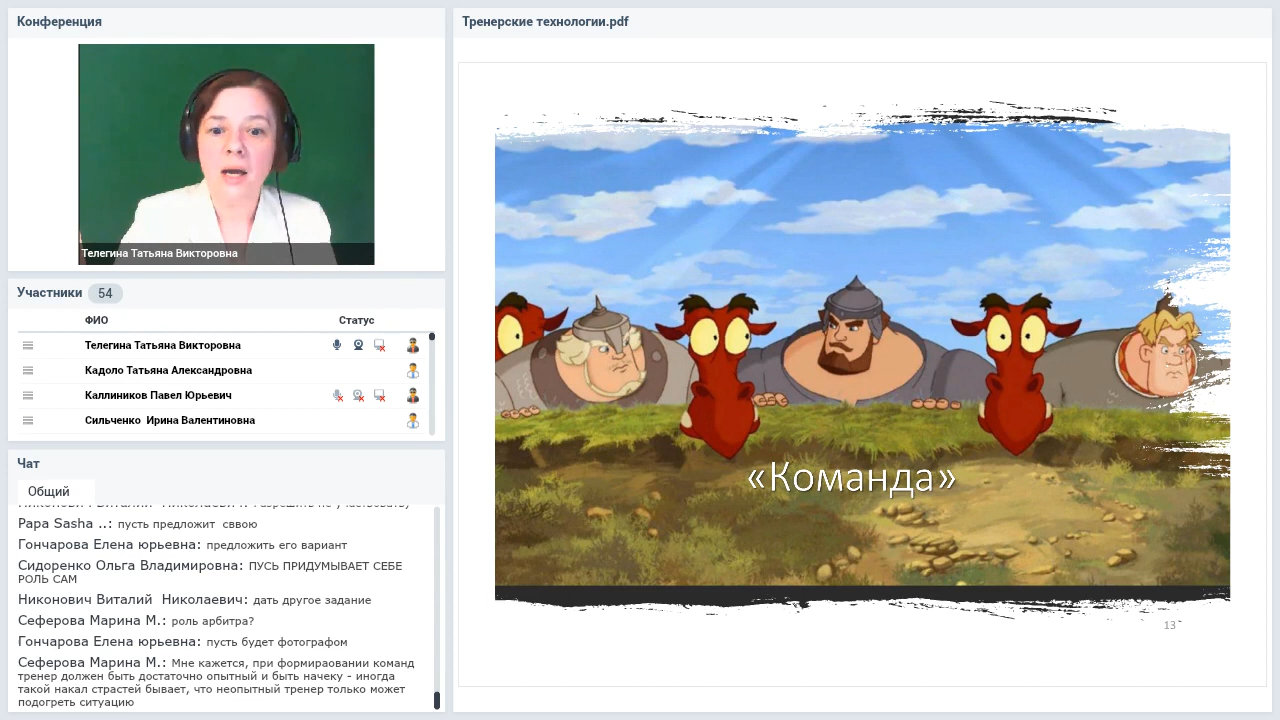 Конференция
Телегина Татьяна Викторовна
Участники 54
ФИО Статус
Телегина Татьяна Викторовна
Кадоло Татьяна Александровна
Каллиников Павел Юрьевич
Сильченко  Ирина Валентиновна
Чат
Общий
Papa Sasha ..: пусть предложит  сввою
Гончарова Елена юрьевна: предложить его вариант
Сидоренко Ольга Владимировна: ПУСЬ ПРИДУМЫВАЕТ СЕБЕ
РОЛЬ САМ
Никонович Виталий  Николаевич: дать другое задание
Сеферова Марина М.: роль арбитра?
Гончарова Елена юрьевна: пусть будет фотографом
Сеферова Марина М.: Мне кажется, при формираовании команд
тренер должен быть достаточно опытный и быть начеку - иногда
такой накал страстей бывает, что неопытный тренер только может
подогреть ситуацию
Тренерские технологии.pdf
«Команда»
13